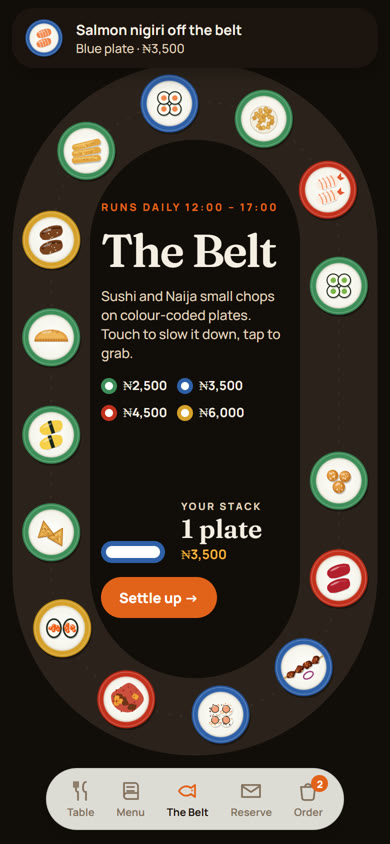 Salmon nigiri off the belt
Blue plate · ₦3,500
RUNS DAILY 12:00 – 17:00
The Belt
Sushi and Naija small chops
on colour-coded plates.
Touch to slow it down, tap to
grab.
₦2,500 ₦3,500
₦4,500 ₦6,000
YOUR STACK
1 plate
₦3,500
Settle up →
2
Table Menu The Belt Reserve Order